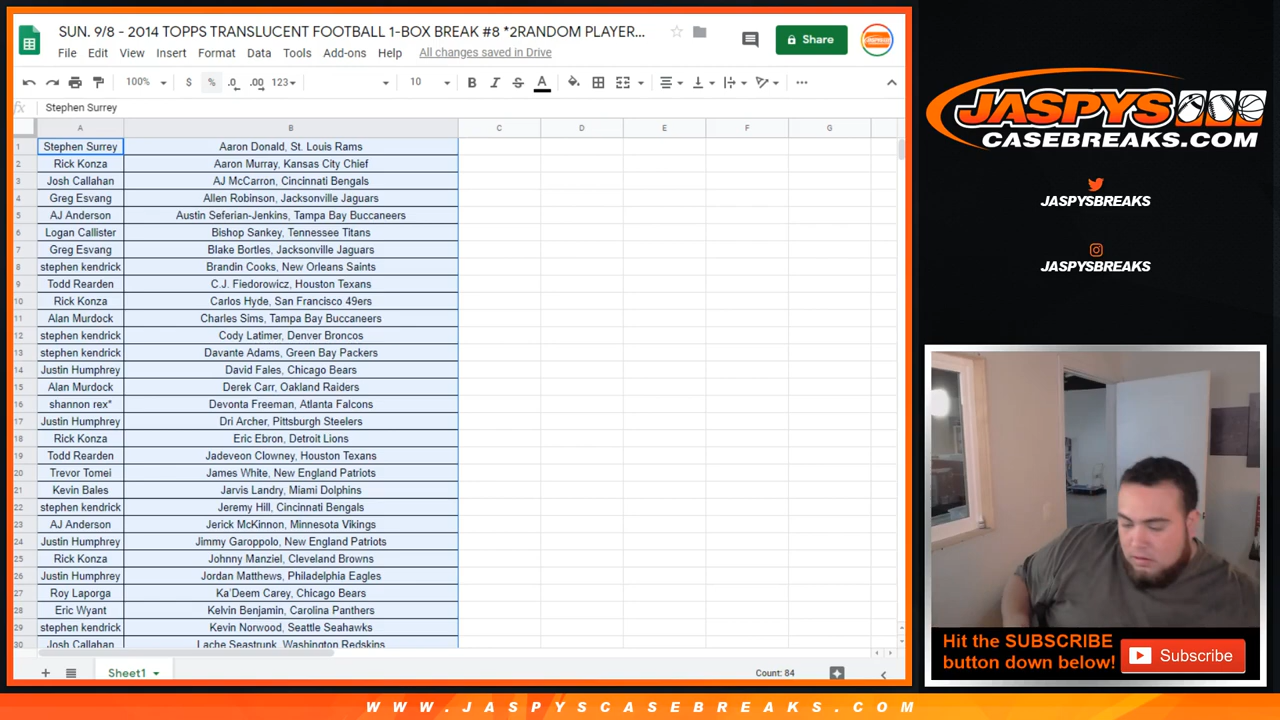 SUN. 9/8 - 2014 TOPPS TRANSLUCENT FOOTBALL 1-BOX BREAK #8 *2RANDOM PLAYER...
Share
File Edit View Insert Format Data Tools Add-ons Help All changes saved in Drive
100% $ % .0 .00 123 10 B I S A
fx Stephen Surrey
A B C D E F G
1 Stephen Surrey Aaron Donald, St. Louis Rams
2 Rick Konza Aaron Murray, Kansas City Chief
3 Josh Callahan AJ McCarron, Cincinnati Bengals
4 Greg Esvang Allen Robinson, Jacksonville Jaguars
5 AJ Anderson Austin Seferian-Jenkins, Tampa Bay Buccaneers
6 Logan Callister Bishop Sankey, Tennessee Titans
7 Greg Esvang Blake Bortles, Jacksonville Jaguars
8 stephen kendrick Brandin Cooks, New Orleans Saints
9 Todd Rearden C.J. Fiedorowicz, Houston Texans
10 Rick Konza Carlos Hyde, San Francisco 49ers
11 Alan Murdock Charles Sims, Tampa Bay Buccaneers
12 stephen kendrick Cody Latimer, Denver Broncos
13 stephen kendrick Davante Adams, Green Bay Packers
14 Justin Humphrey David Fales, Chicago Bears
15 Alan Murdock Derek Carr, Oakland Raiders
16 shannon rex* Devonta Freeman, Atlanta Falcons
17 Justin Humphrey Dri Archer, Pittsburgh Steelers
18 Rick Konza Eric Ebron, Detroit Lions
19 Todd Rearden Jadeveon Clowney, Houston Texans
20 Trevor Tomei James White, New England Patriots
21 Kevin Bales Jarvis Landry, Miami Dolphins
22 stephen kendrick Jeremy Hill, Cincinnati Bengals
23 AJ Anderson Jerick McKinnon, Minnesota Vikings
24 Justin Humphrey Jimmy Garoppolo, New England Patriots
25 Rick Konza Johnny Manziel, Cleveland Browns
26 Justin Humphrey Jordan Matthews, Philadelphia Eagles
27 Roy Laporga Ka'Deem Carey, Chicago Bears
28 Eric Wyant Kelvin Benjamin, Carolina Panthers
29 stephen kendrick Kevin Norwood, Seattle Seahawks
30 Josh Callahan Lache Seastrunk, Washington Redskins
Sheet1
Count: 84
JASPYS
CASEBREAKS.COM
JASPYSBREAKS
JASPYSBREAKS
Hit the SUBSCRIBE
button down below!
Subscribe
WWW.JASPYSCASEBREAKS.COM